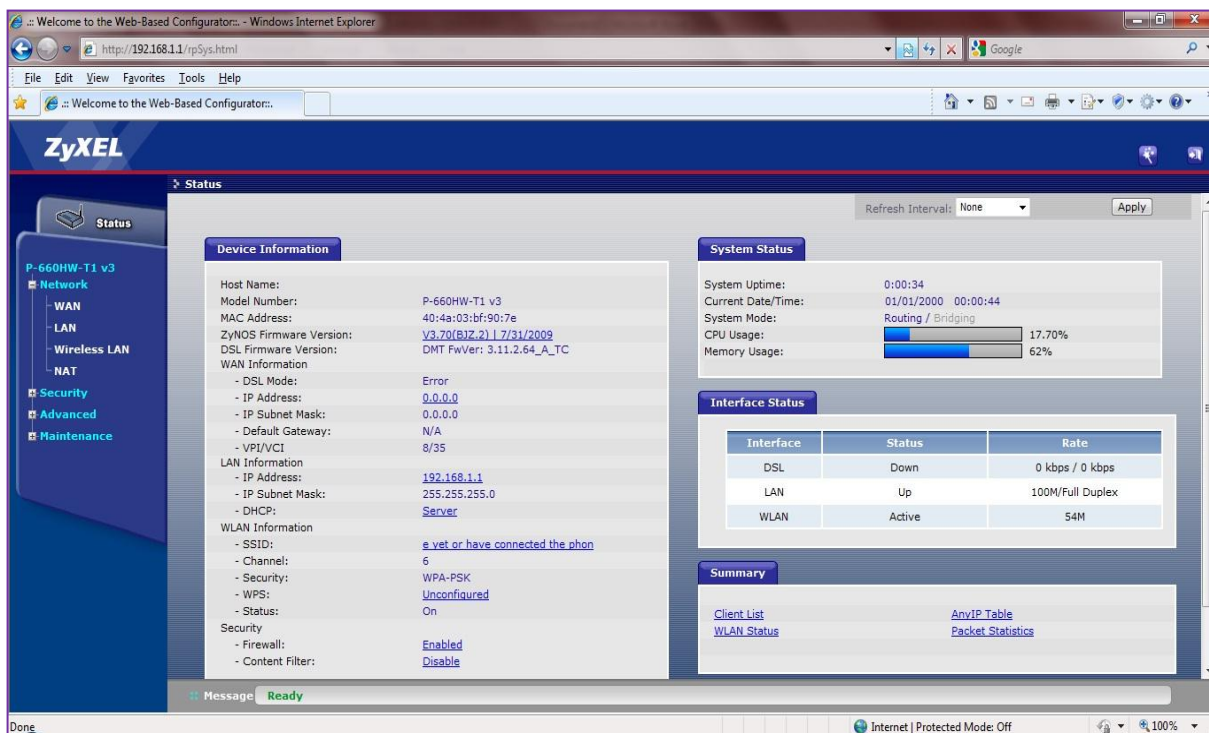 .:: Welcome to the Web-Based Configurator::. - Windows Internet Explorer
http://192.168.1.1/rpSys.html
Google
File Edit View Favorites Tools Help
.:: Welcome to the Web-Based Configurator::.
ZyXEL
Status
Status
Refresh Interval: None Apply
P-660HW-T1 v3
Network
WAN
LAN
Wireless LAN
NAT
Security
Advanced
Maintenance
Device Information
Host Name:
Model Number: P-660HW-T1 v3
MAC Address: 40:4a:03:bf:90:7e
ZyNOS Firmware Version: V3.70(BJZ.2) | 7/31/2009
DSL Firmware Version: DMT FwVer: 3.11.2.64_A_TC
WAN Information
- DSL Mode: Error
- IP Address: 0.0.0.0
- IP Subnet Mask: 0.0.0.0
- Default Gateway: N/A
- VPI/VCI 8/35
LAN Information
- IP Address: 192.168.1.1
- IP Subnet Mask: 255.255.255.0
- DHCP: Server
WLAN Information
- SSID: e yet or have connected the phon
- Channel: 6
- Security: WPA-PSK
- WPS: Unconfigured
- Status: On
Security
- Firewall: Enabled
- Content Filter: Disable
System Status
System Uptime: 0:00:34
Current Date/Time: 01/01/2000 00:00:44
System Mode: Routing / Bridging
CPU Usage: 17.70%
Memory Usage: 62%
Interface Status
Interface Status Rate
DSL Down 0 kbps / 0 kbps
LAN Up 100M/Full Duplex
WLAN Active 54M
Summary
Client List AnyIP Table
WLAN Status Packet Statistics
Message Ready
Done Internet | Protected Mode: Off 100%